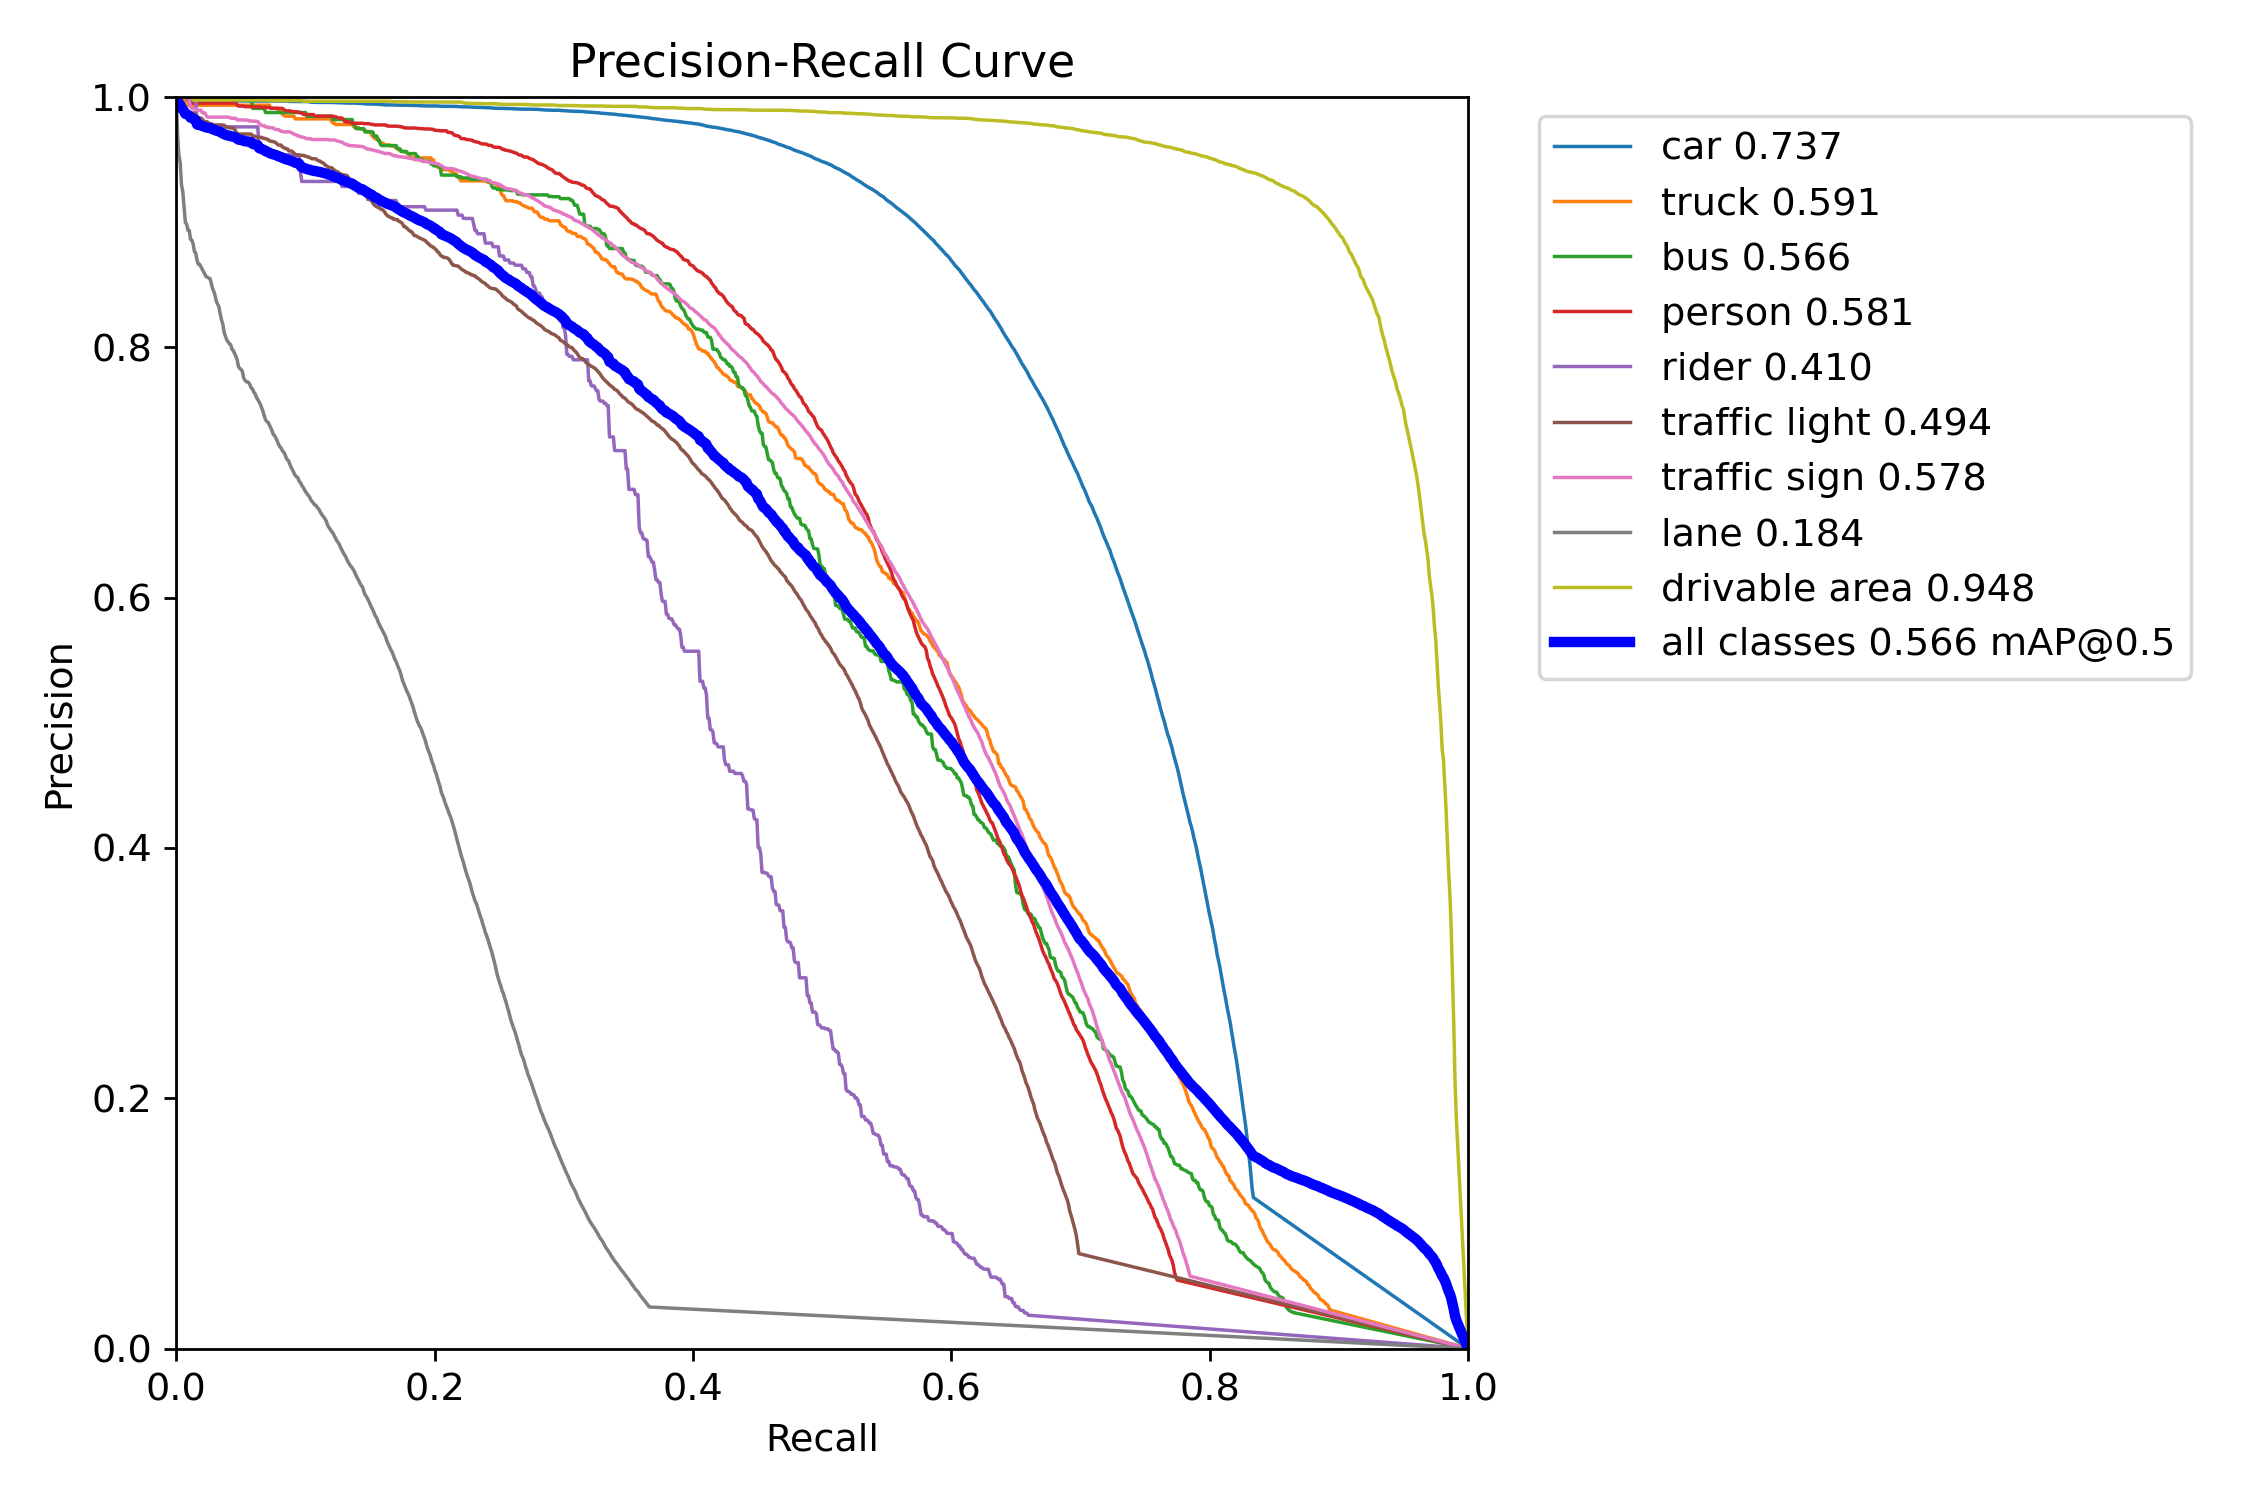 Precision-Recall Curve
1.0
0.8
0.6
0.4
0.2
0.0
Precision
0.0 0.2 0.4 0.6 0.8 1.0
Recall
car 0.737
truck 0.591
bus 0.566
person 0.581
rider 0.410
traffic light 0.494
traffic sign 0.578
lane 0.184
drivable area 0.948
all classes 0.566 mAP@0.5